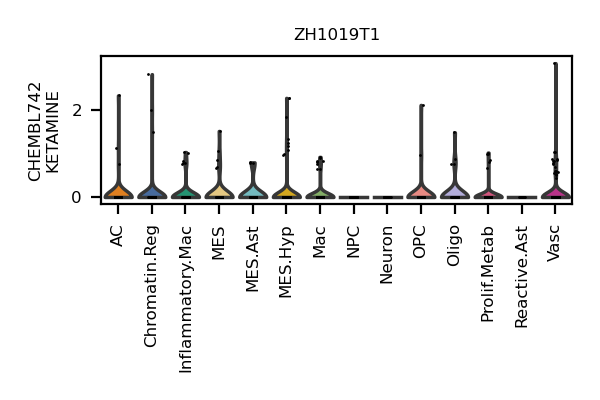 ZH1019T1
CHEMBL742
KETAMINE
2
0
AC
Chromatin.Reg
Inflammatory.Mac
MES
MES.Ast
MES.Hyp
Mac
NPC
Neuron
OPC
Oligo
Prolif.Metab
Reactive.Ast
Vasc